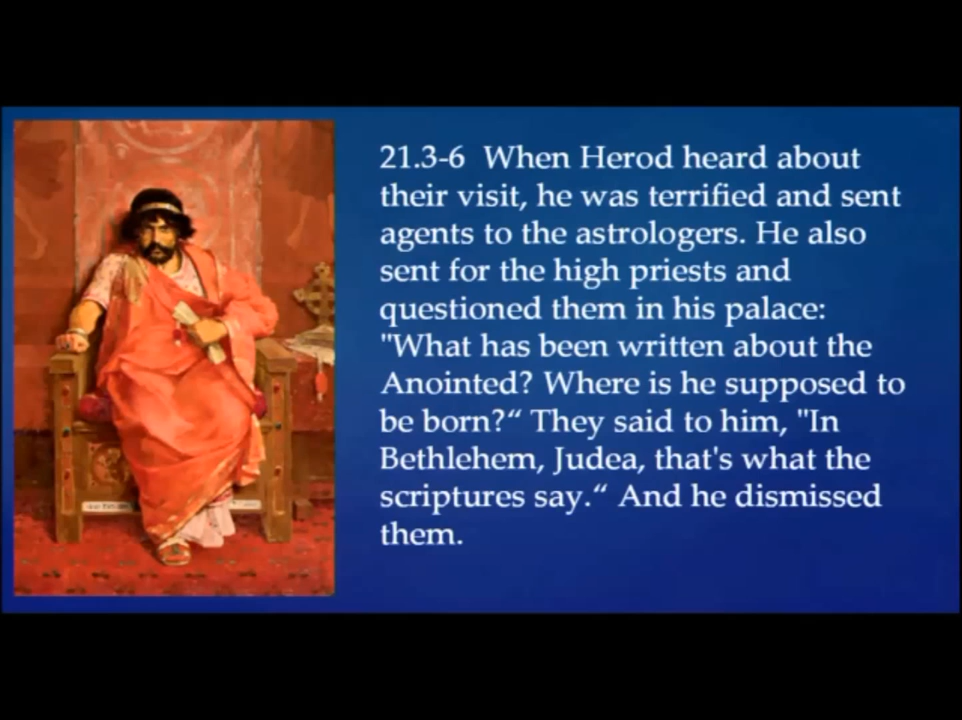 21.3-6 When Herod heard about
their visit, he was terrified and sent
agents to the astrologers. He also
sent for the high priests and
questioned them in his palace:
"What has been written about the
Anointed? Where is he supposed to
be born?“ They said to him, "In
Bethlehem, Judea, that's what the
scriptures say.“ And he dismissed
them.